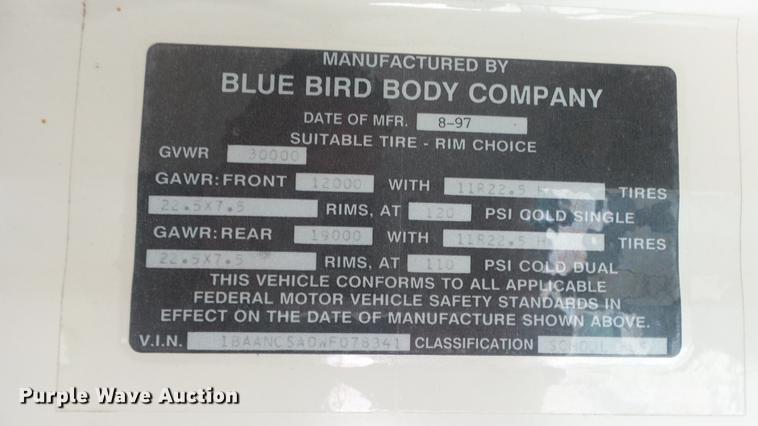 MANUFACTURED BY
BLUE BIRD BODY COMPANY
DATE OF MFR. 8-97
SUITABLE TIRE - RIM CHOICE
GVWR 30000
GAWR: FRONT 12000 WITH 11R22.5 H TIRES
22.5X7.5 RIMS, AT 120 PSI COLD SINGLE
GAWR: REAR 19000 WITH 11R22.5 H TIRES
22.5X7.5 RIMS, AT 110 PSI COLD DUAL
THIS VEHICLE CONFORMS TO ALL APPLICABLE
FEDERAL MOTOR VEHICLE SAFETY STANDARDS IN
EFFECT ON THE DATE OF MANUFACTURE SHOWN ABOVE.
V.I.N. 1BAANCSA0WF078341 CLASSIFICATION SCHOOL BUS
Purple Wave Auction